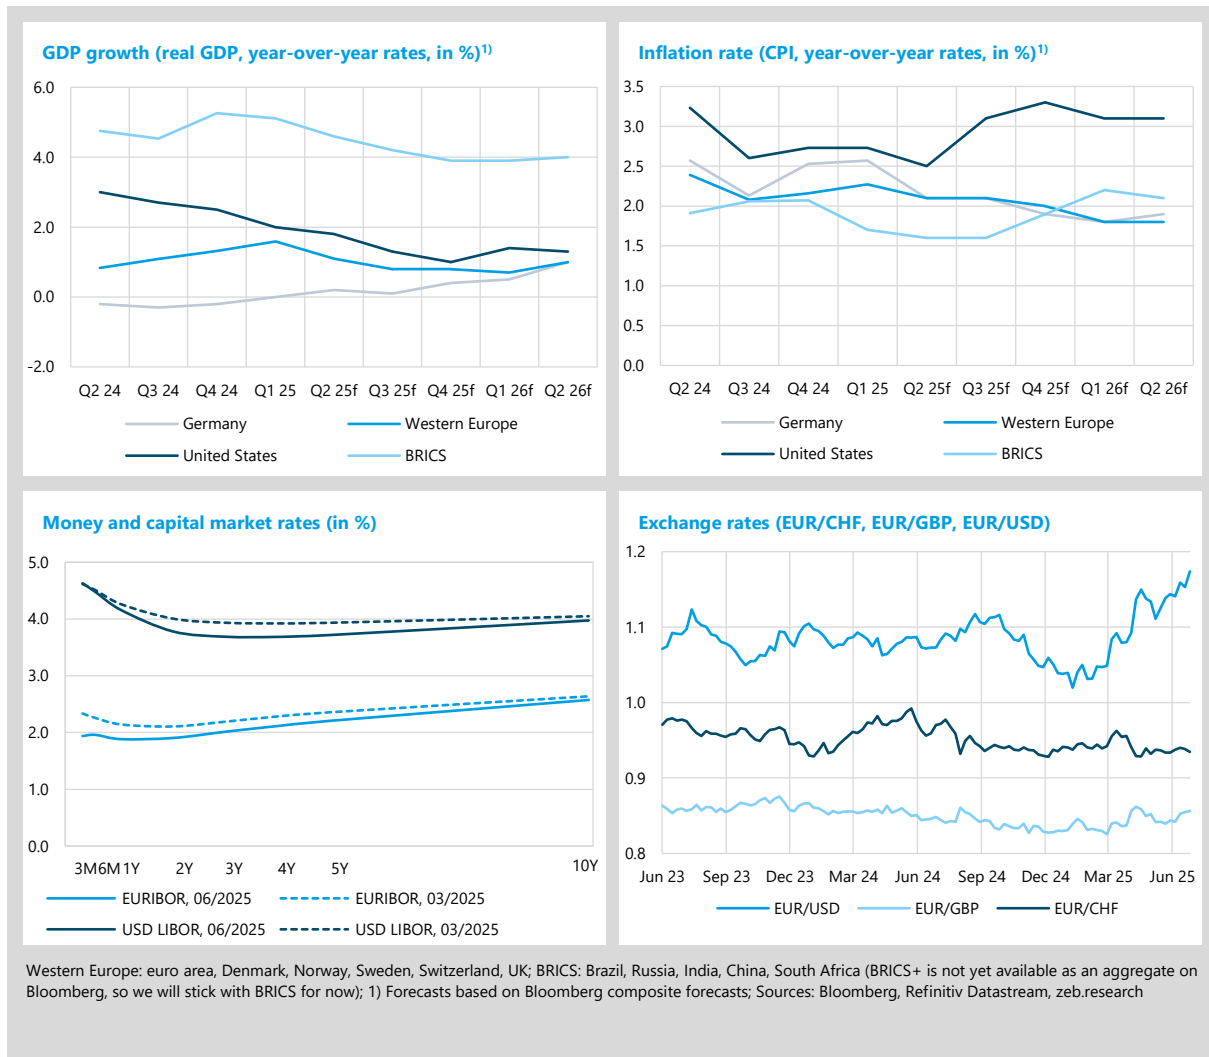 GDP growth (real GDP, year-over-year rates, in %)1)
6.0
4.0
2.0
0.0
-2.0
Q2 24 Q3 24 Q4 24 Q1 25 Q2 25f Q3 25f Q4 25f Q1 26f Q2 26f
Germany Western Europe
United States BRICS
Inflation rate (CPI, year-over-year rates, in %)1)
3.5
3.0
2.5
2.0
1.5
1.0
0.5
0.0
Q2 24 Q3 24 Q4 24 Q1 25 Q2 25f Q3 25f Q4 25f Q1 26f Q2 26f
Germany Western Europe
United States BRICS
Money and capital market rates (in %)
5.0
4.0
3.0
2.0
1.0
0.0
3M 6M 1Y 2Y 3Y 4Y 5Y 10Y
EURIBOR, 06/2025 EURIBOR, 03/2025
USD LIBOR, 06/2025 USD LIBOR, 03/2025
Exchange rates (EUR/CHF, EUR/GBP, EUR/USD)
1.2
1.1
1.0
0.9
0.8
Jun 23 Sep 23 Dec 23 Mar 24 Jun 24 Sep 24 Dec 24 Mar 25 Jun 25
EUR/USD EUR/GBP EUR/CHF
Western Europe: euro area, Denmark, Norway, Sweden, Switzerland, UK; BRICS: Brazil, Russia, India, China, South Africa (BRICS+ is not yet available as an aggregate on
Bloomberg, so we will stick with BRICS for now); 1) Forecasts based on Bloomberg composite forecasts; Sources: Bloomberg, Refinitiv Datastream, zeb.research